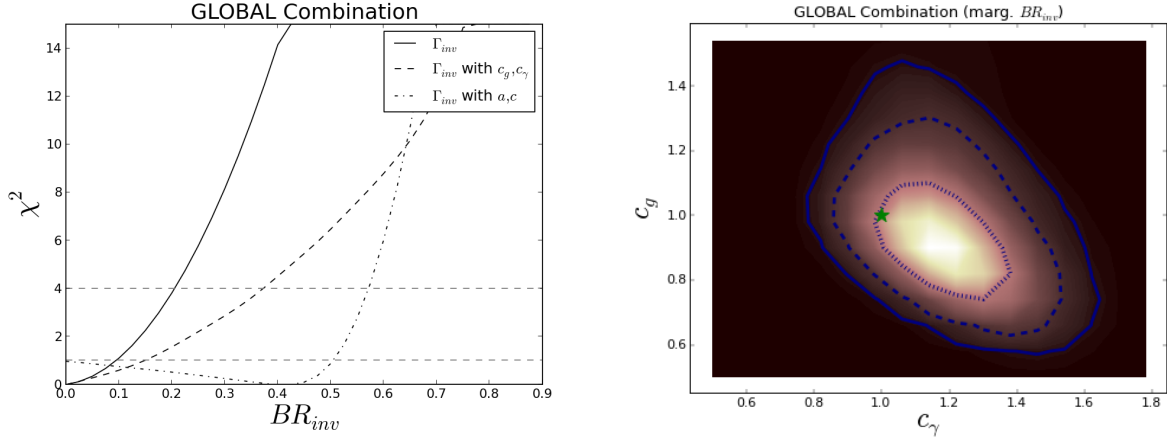 GLOBAL Combination
14
12
10
8
6
4
2
0
0.0 0.1 0.2 0.3 0.4 0.5 0.6 0.7 0.8 0.9
χ²
BR_inv
Γ_inv
Γ_inv with c_g, c_γ
Γ_inv with a, c
GLOBAL Combination (marg. BR_inv)
1.4
1.2
1.0
0.8
0.6
0.6 0.8 1.0 1.2 1.4 1.6 1.8
c_g
c_γ